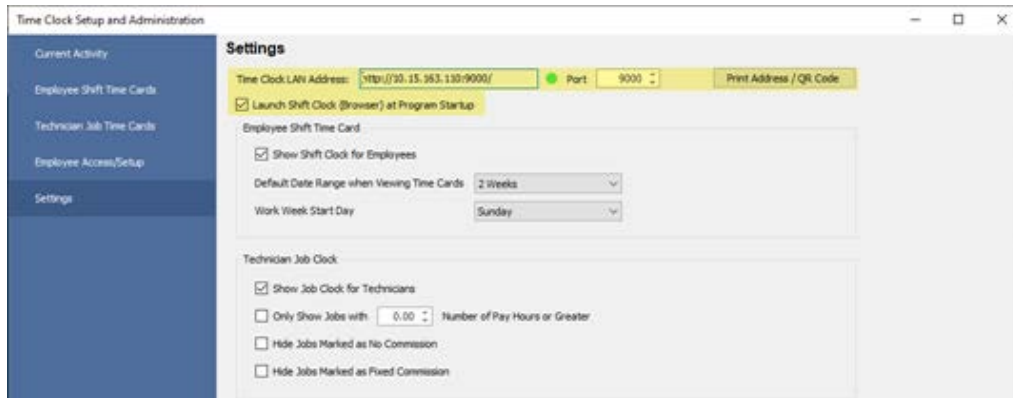 Time Clock Setup and Administration
Current Activity
Employee Shift Time Cards
Technician Job Time Cards
Employee Access/Setup
Settings
Settings
Time Clock LAN Address: http://10.15.163.110:9000/ Port 9000 Print Address / QR Code
Launch Shift Clock (Browser) at Program Startup
Employee Shift Time Card
Show Shift Clock for Employees
Default Date Range when Viewing Time Cards 2 Weeks
Work Week Start Day Sunday
Technician Job Clock
Show Job Clock for Technicians
Only Show Jobs with 0.00 Number of Pay Hours or Greater
Hide Jobs Marked as No Commission
Hide Jobs Marked as Fixed Commission